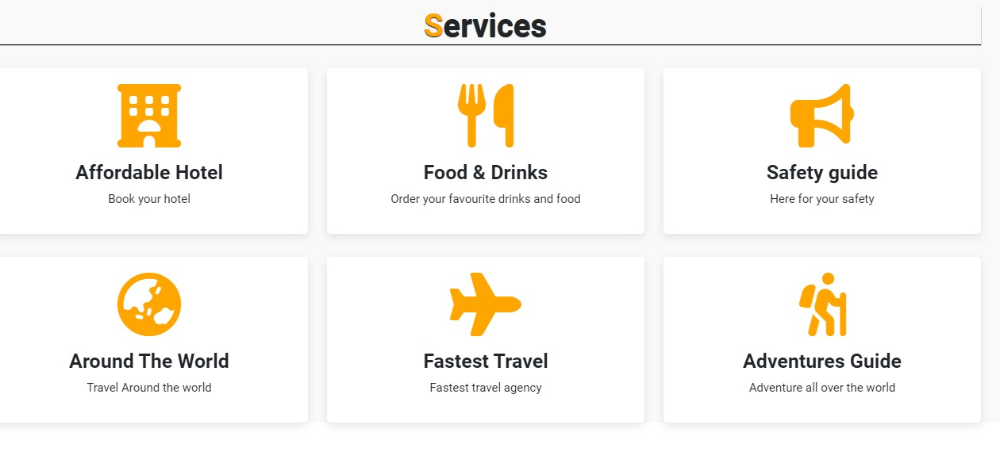 Services
Affordable Hotel
Book your hotel
Food & Drinks
Order your favourite drinks and food
Safety guide
Here for your safety
Around The World
Travel Around the world
Fastest Travel
Fastest travel agency
Adventures Guide
Adventure all over the world